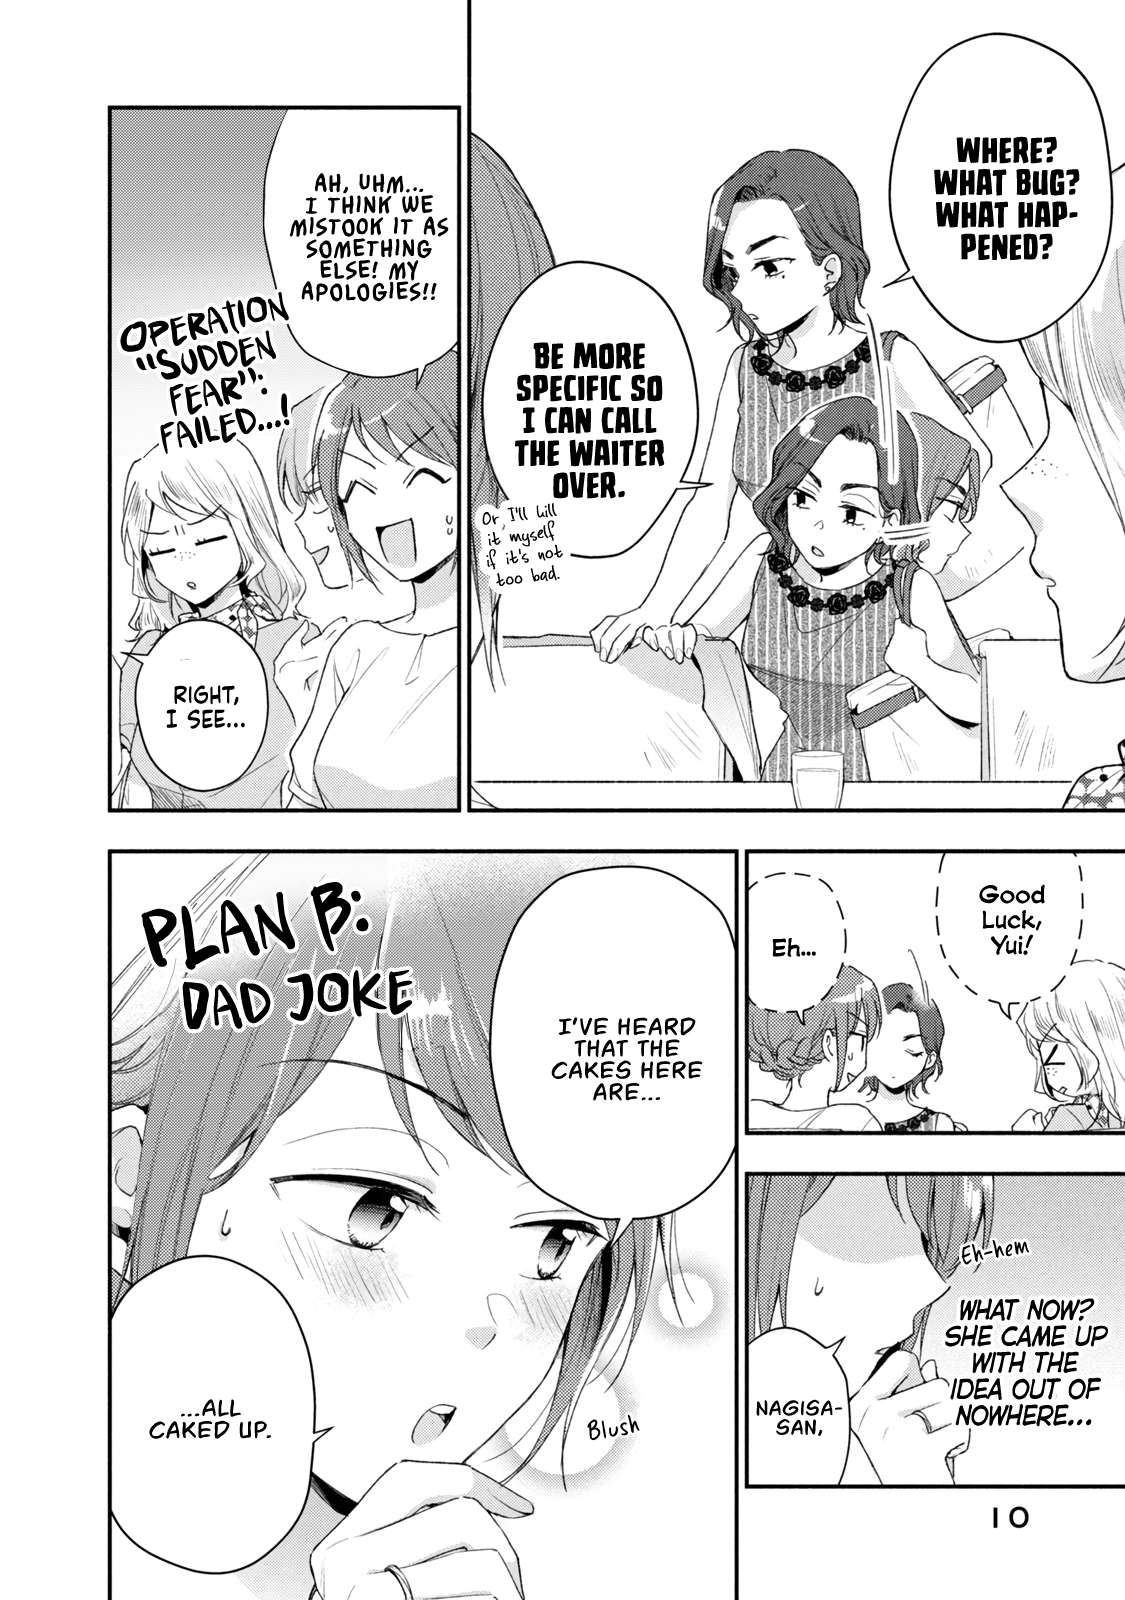 WHERE?
WHAT BUG?
WHAT HAP-
PENED?
BE MORE
SPECIFIC SO
I CAN CALL
THE WAITER
OVER.
Or, I'll kill
it myself
if it's not
too bad.
AH, UHM...
I THINK WE
MISTOOK IT AS
SOMETHING
ELSE! MY
APOLOGIES!!
OPERATION
"SUDDEN
FEAR":
FAILED...!
RIGHT,
I SEE...
Good
Luck,
Yui!
Eh...
Eh-hem
WHAT NOW?
SHE CAME UP
WITH THE
IDEA OUT OF
NOWHERE...
NAGISA-
SAN,
PLAN B:
DAD JOKE
I'VE HEARD
THAT THE
CAKES HERE
ARE...
...ALL
CAKED UP.
Blush
10